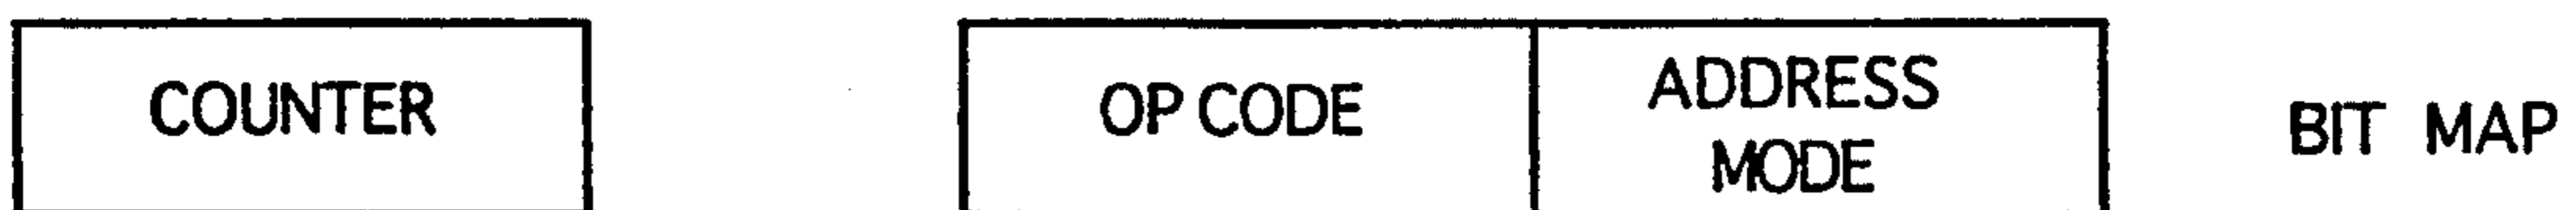 COUNTER
OP CODE
ADDRESS
MODE
BIT MAP